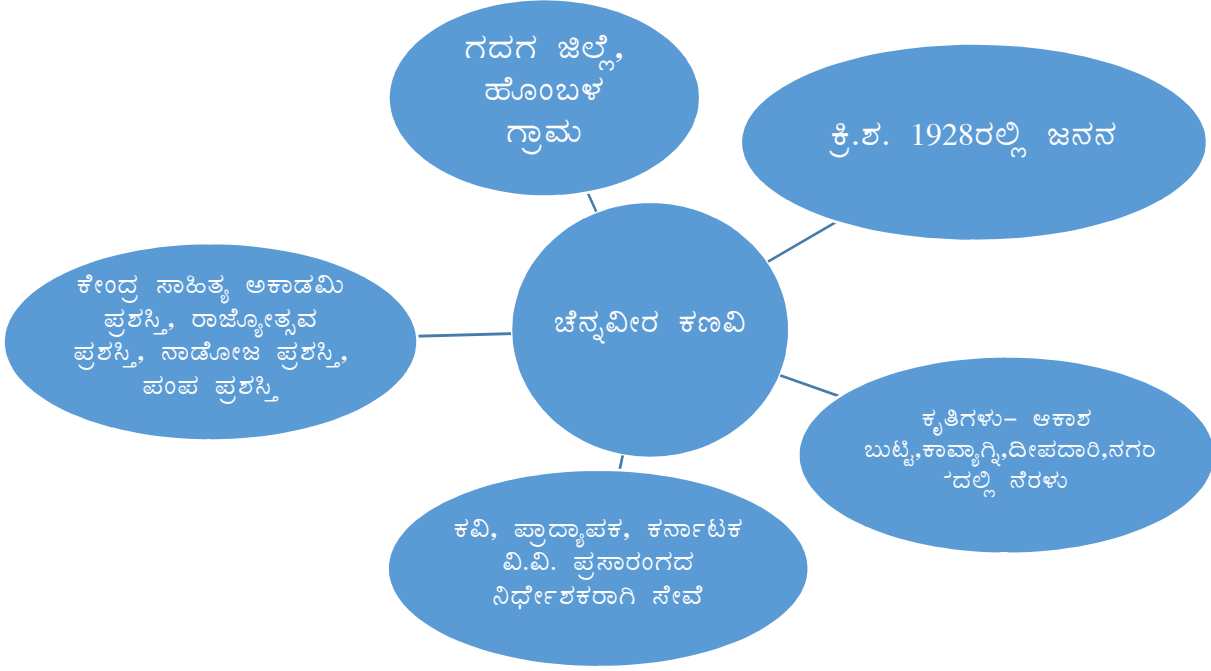 ಗದಗ ಜಿಲ್ಲೆ,
ಹೊಂಬಳ
ಗ್ರಾಮ
ಕ್ರಿ.ಶ. 1928ರಲ್ಲಿ ಜನನ
ಚೆನ್ನವೀರ ಕಣವಿ
ಕೇಂದ್ರ ಸಾಹಿತ್ಯ ಅಕಾಡಮಿ
ಪ್ರಶಸ್ತಿ, ರಾಜ್ಯೋತ್ಸವ
ಪ್ರಶಸ್ತಿ, ನಾಡೋಜ ಪ್ರಶಸ್ತಿ,
ಪಂಪ ಪ್ರಶಸ್ತಿ
ಕೃತಿಗಳು- ಆಕಾಶ
ಬುಟ್ಟಿ,ಕಾವ್ಯಾಗ್ನಿ,ದೀಪದಾರಿ,ನಗರ
ದಲ್ಲಿ ನೆರಳು
ಕವಿ, ಪ್ರಾದ್ಯಾಪಕ, ಕರ್ನಾಟಕ
ವಿ.ವಿ. ಪ್ರಸಾರಂಗದ
ನಿರ್ಧೇಶಕರಾಗಿ ಸೇವೆ